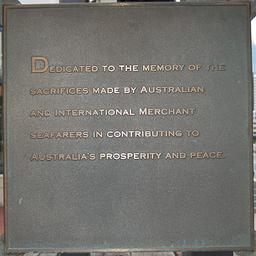 Dedicated to the memory of the
sacrifices made by Australian
and International Merchant
seafarers in contributing to
Australia's prosperity and peace.